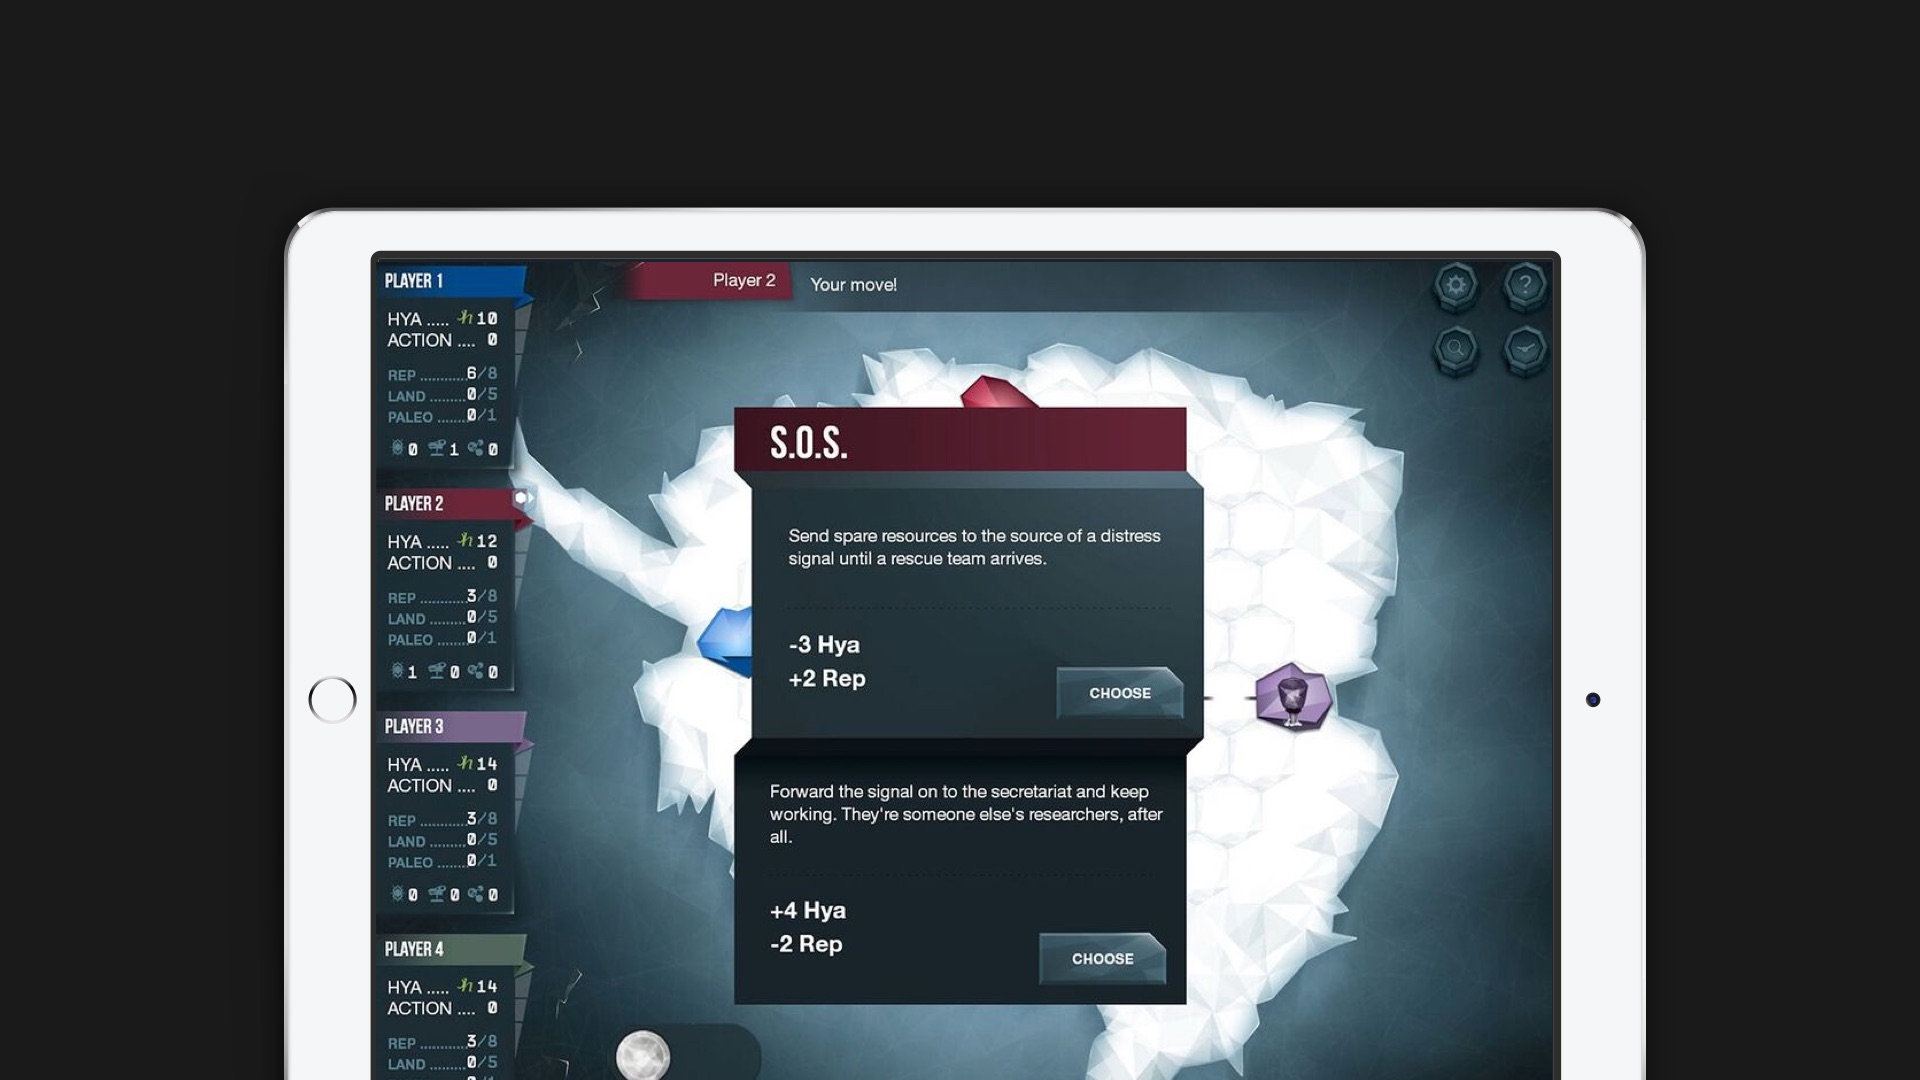 PLAYER 1
HYA ..... 10
ACTION .... 0
REP ........... 6/8
LAND ........ 0/5
PALEO ....... 0/1
0 1 0
PLAYER 2
HYA ..... 12
ACTION .... 0
REP ........... 3/8
LAND ........ 0/5
PALEO ....... 0/1
1 0 0
PLAYER 3
HYA ..... 14
ACTION .... 0
REP ........... 3/8
LAND ........ 0/5
PALEO ....... 0/1
0 0 0
PLAYER 4
HYA ..... 14
ACTION .... 0
REP ........... 3/8
LAND ........ 0/5
Player 2 Your move!
?
S.O.S.
Send spare resources to the source of a distress
signal until a rescue team arrives.
-3 Hya
+2 Rep
CHOOSE
Forward the signal on to the secretariat and keep
working. They're someone else's researchers, after
all.
+4 Hya
-2 Rep
CHOOSE